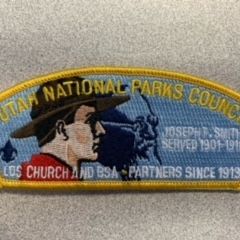 UTAH NATIONAL PARKS COUNCIL
JOSEPH F. SMITH
SERVED 1901-1918
LDS CHURCH AND BSA - PARTNERS SINCE 1913